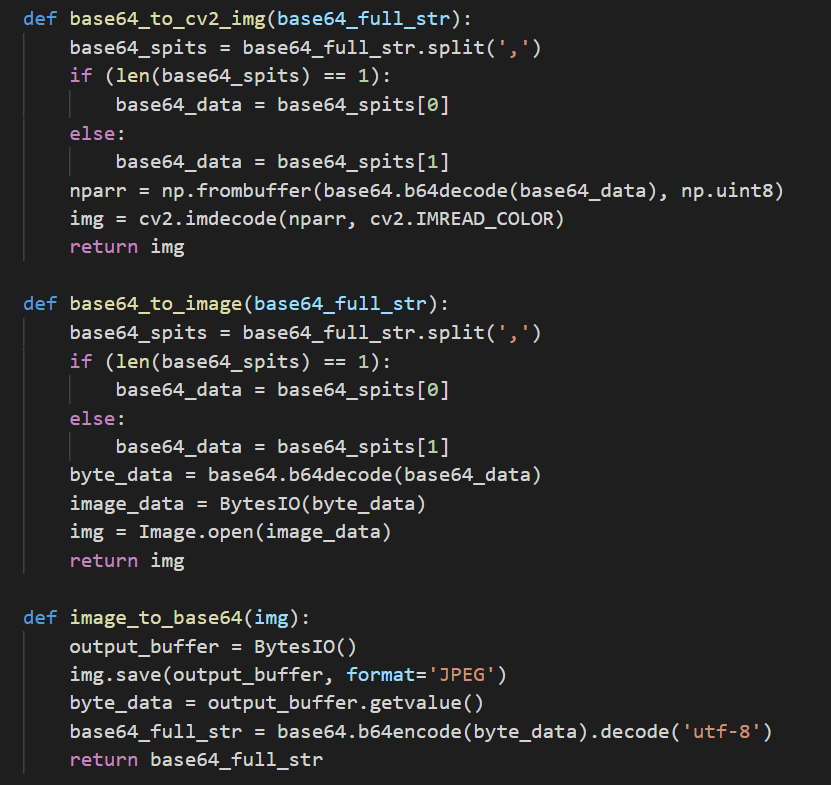 def base64_to_cv2_img(base64_full_str):
    base64_spits = base64_full_str.split(',')
    if (len(base64_spits) == 1):
        base64_data = base64_spits[0]
    else:
        base64_data = base64_spits[1]
    nparr = np.frombuffer(base64.b64decode(base64_data), np.uint8)
    img = cv2.imdecode(nparr, cv2.IMREAD_COLOR)
    return img

def base64_to_image(base64_full_str):
    base64_spits = base64_full_str.split(',')
    if (len(base64_spits) == 1):
        base64_data = base64_spits[0]
    else:
        base64_data = base64_spits[1]
    byte_data = base64.b64decode(base64_data)
    image_data = BytesIO(byte_data)
    img = Image.open(image_data)
    return img

def image_to_base64(img):
    output_buffer = BytesIO()
    img.save(output_buffer, format='JPEG')
    byte_data = output_buffer.getvalue()
    base64_full_str = base64.b64encode(byte_data).decode('utf-8')
    return base64_full_str